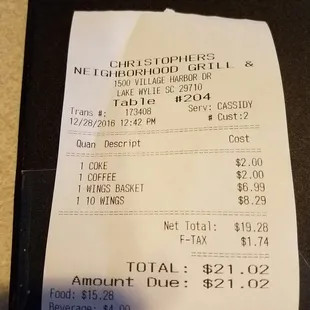 CHRISTOPHERS
NEIGHBORHOOD GRILL &
1500 VILLAGE HARBOR DR
LAKE WYLIE SC 29710
Table #204
Trans #: 173408 Serv: CASSIDY
12/28/2016 12:42 PM # Cust:2
Quan Descript Cost
1 COKE $2.00
1 COFFEE $2.00
1 WINGS BASKET $6.99
1 10 WINGS $8.29
Net Total: $19.28
F-TAX $1.74
TOTAL: $21.02
Amount Due: $21.02
Food: $15.28
Beverage: $4.00